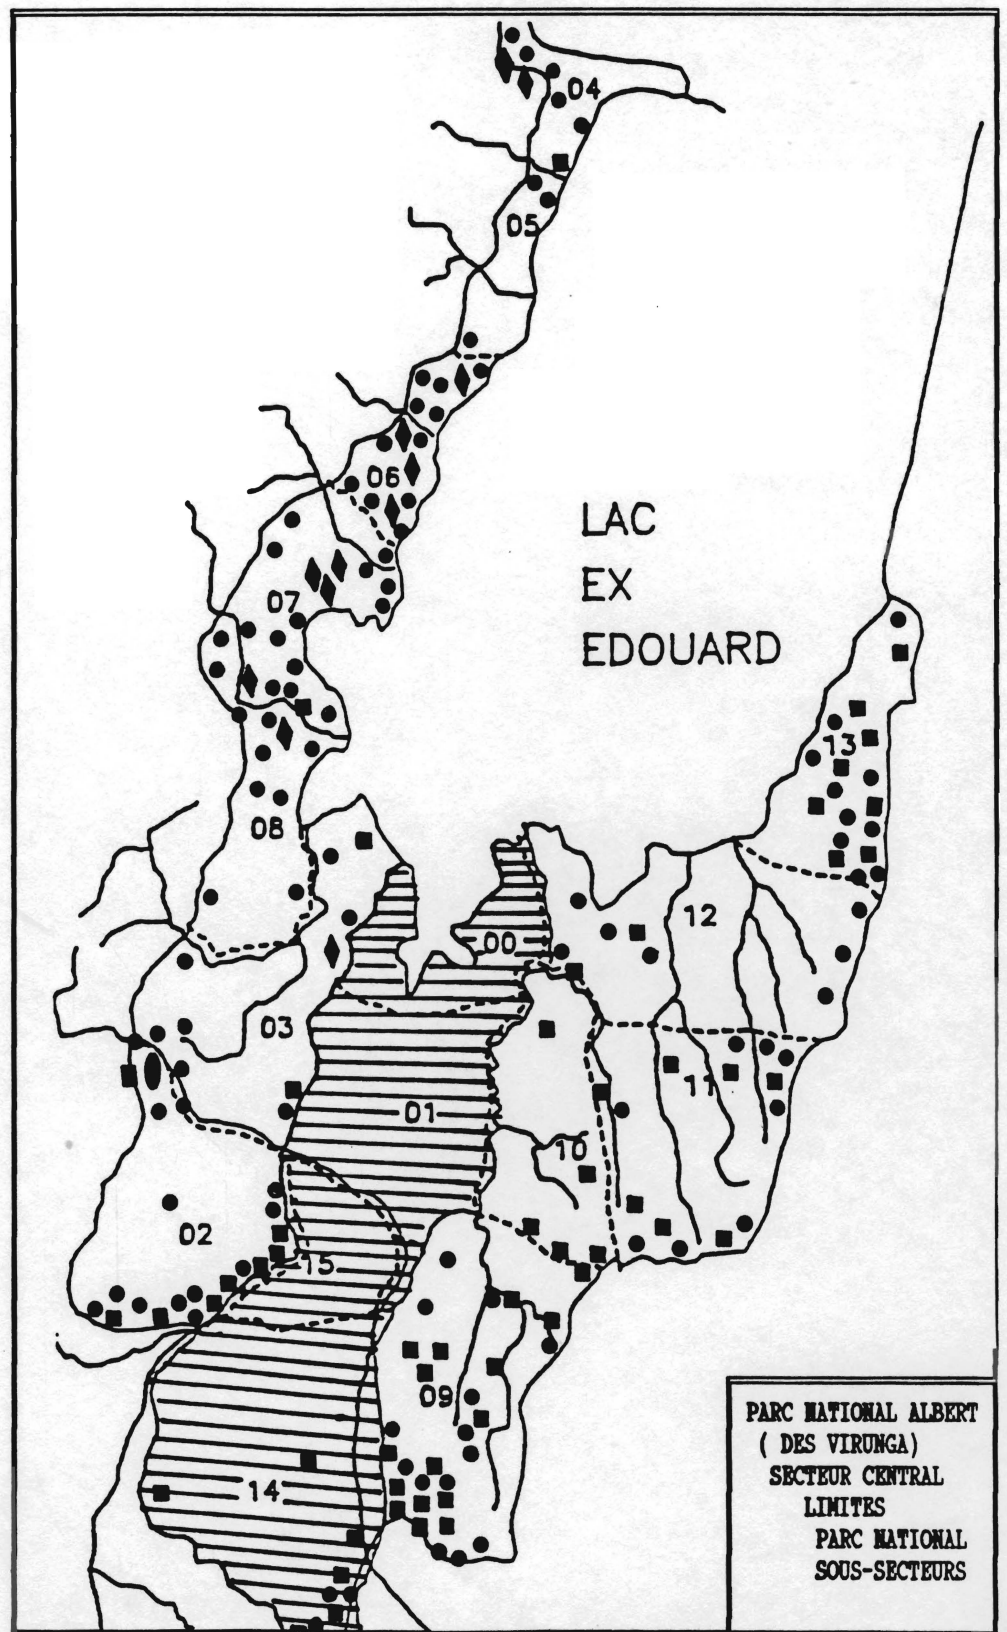 04
05
06
LAC
EX
EDOUARD
07
13
08
12
00
03
11
01
10
02
15
09
14
PARC NATIONAL ALBERT
( DES VIRUNGA)
SECTEUR CENTRAL
LIMITES
PARC NATIONAL
SOUS-SECTEURS